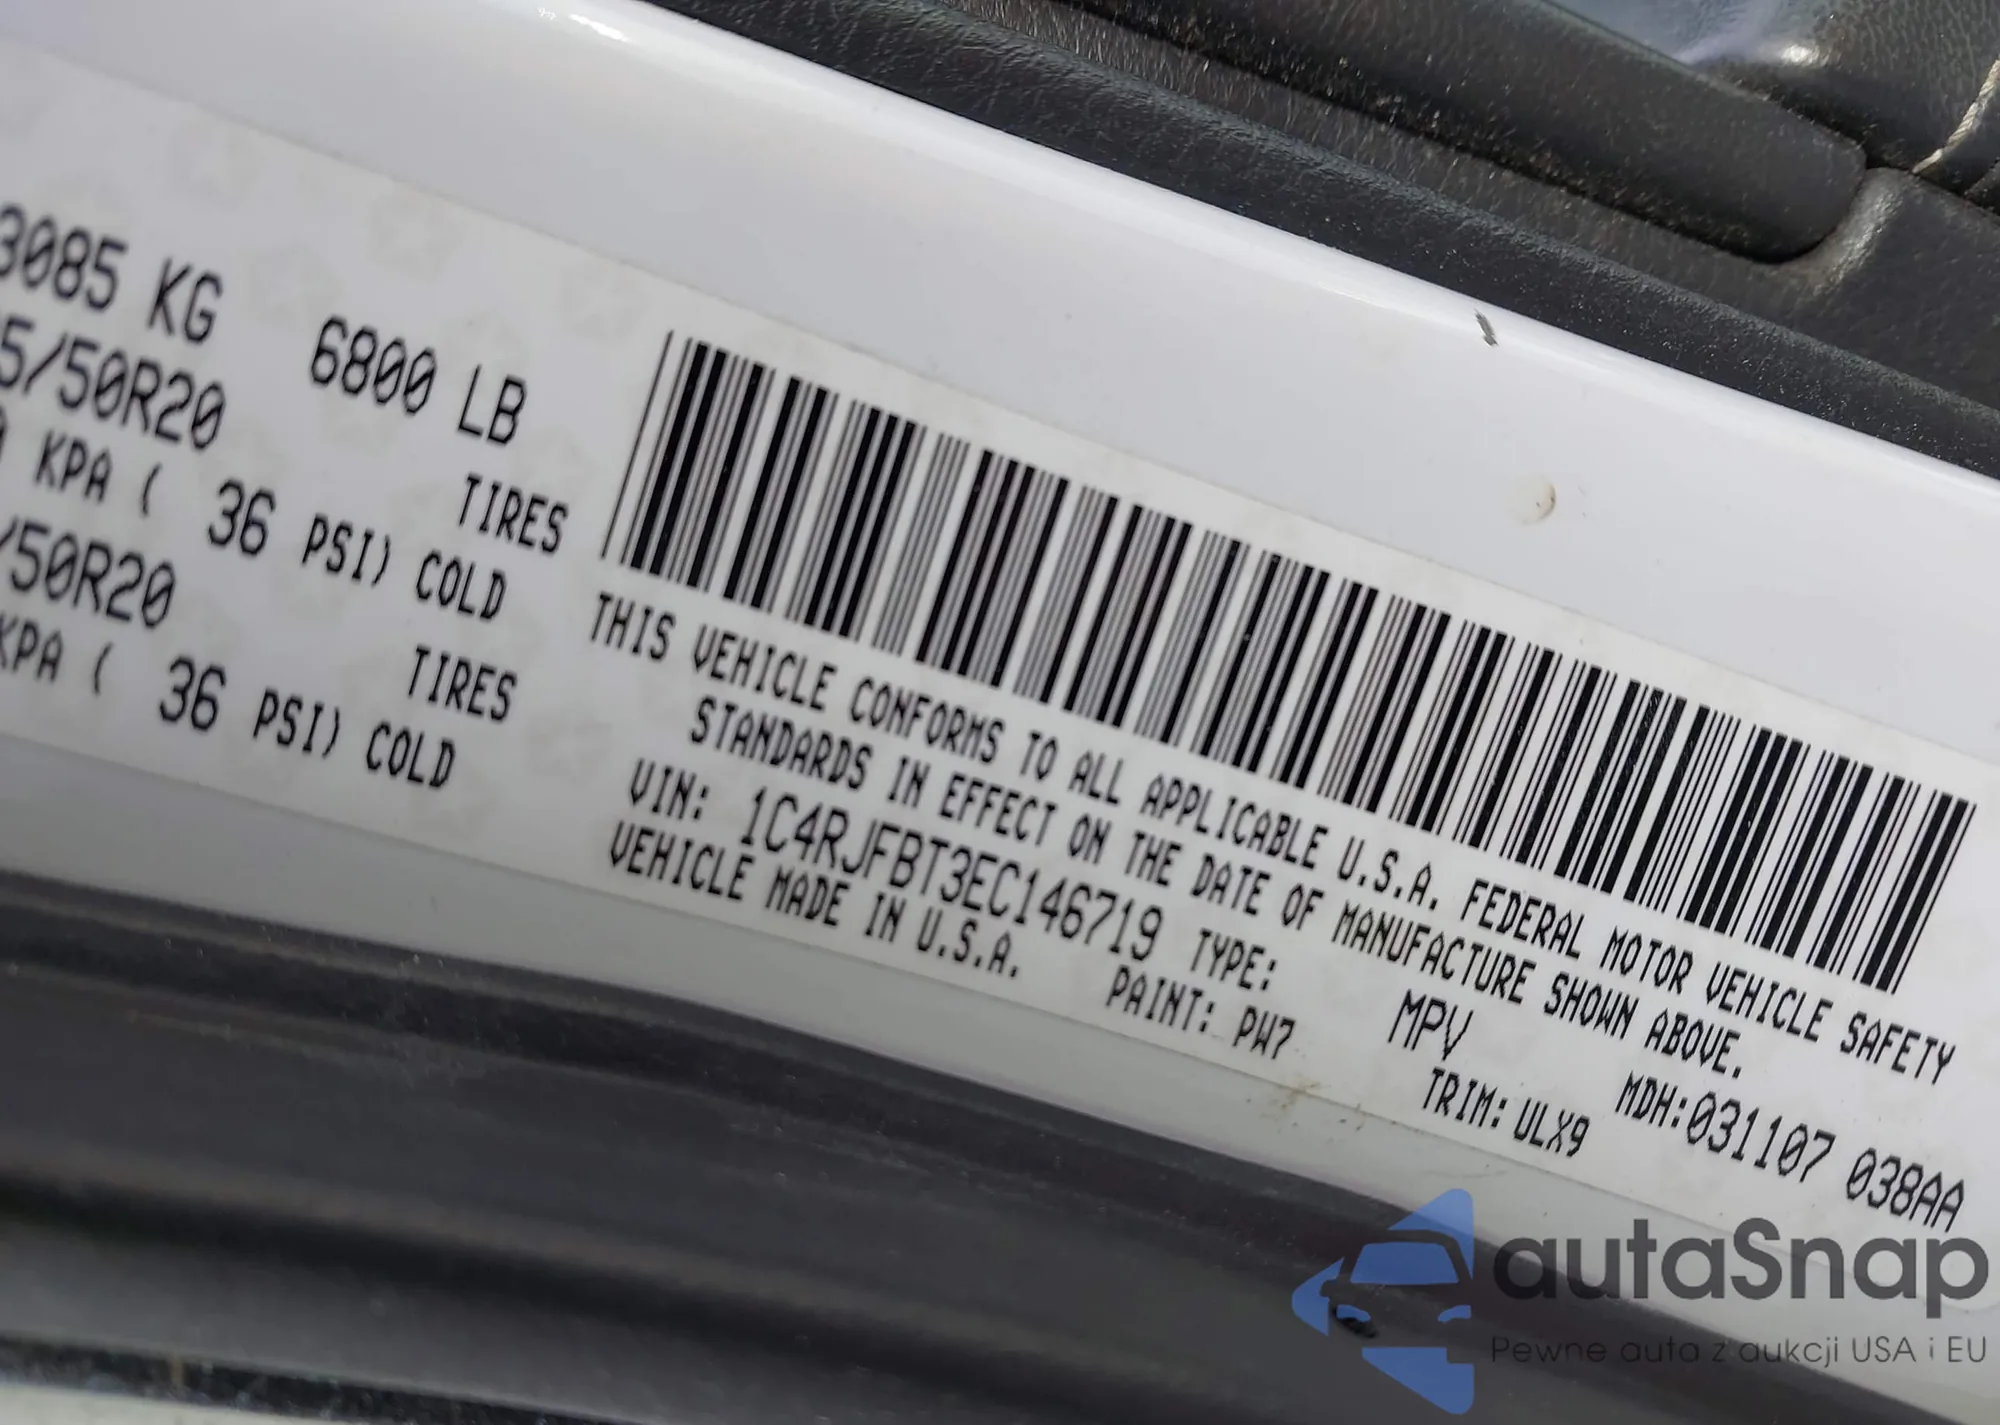 3085 KG 6800 LB
5/50R20 TIRES
KPA ( 36 PSI) COLD
/50R20 TIRES
KPA ( 36 PSI) COLD
THIS VEHICLE CONFORMS TO ALL APPLICABLE U.S.A. FEDERAL MOTOR VEHICLE SAFETY
STANDARDS IN EFFECT ON THE DATE OF MANUFACTURE SHOWN ABOVE.
VIN: 1C4RJFBT3EC146719 TYPE: MPV MDH:031107 038AA
VEHICLE MADE IN U.S.A. PAINT: PW7 TRIM: ULX9
autaSnap
Pewne auta z aukcji USA i EU